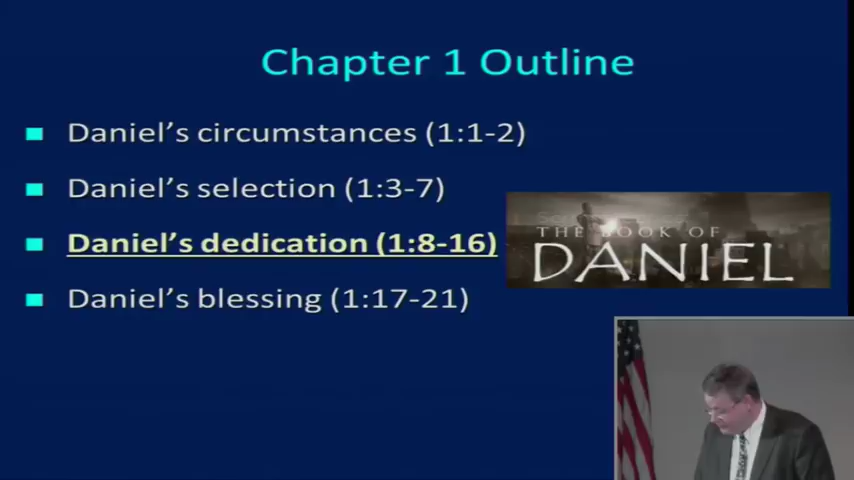 Chapter 1 Outline
Daniel's circumstances (1:1-2)
Daniel's selection (1:3-7)
Daniel's dedication (1:8-16)
Daniel's blessing (1:17-21)
THE BOOK OF
DANIEL